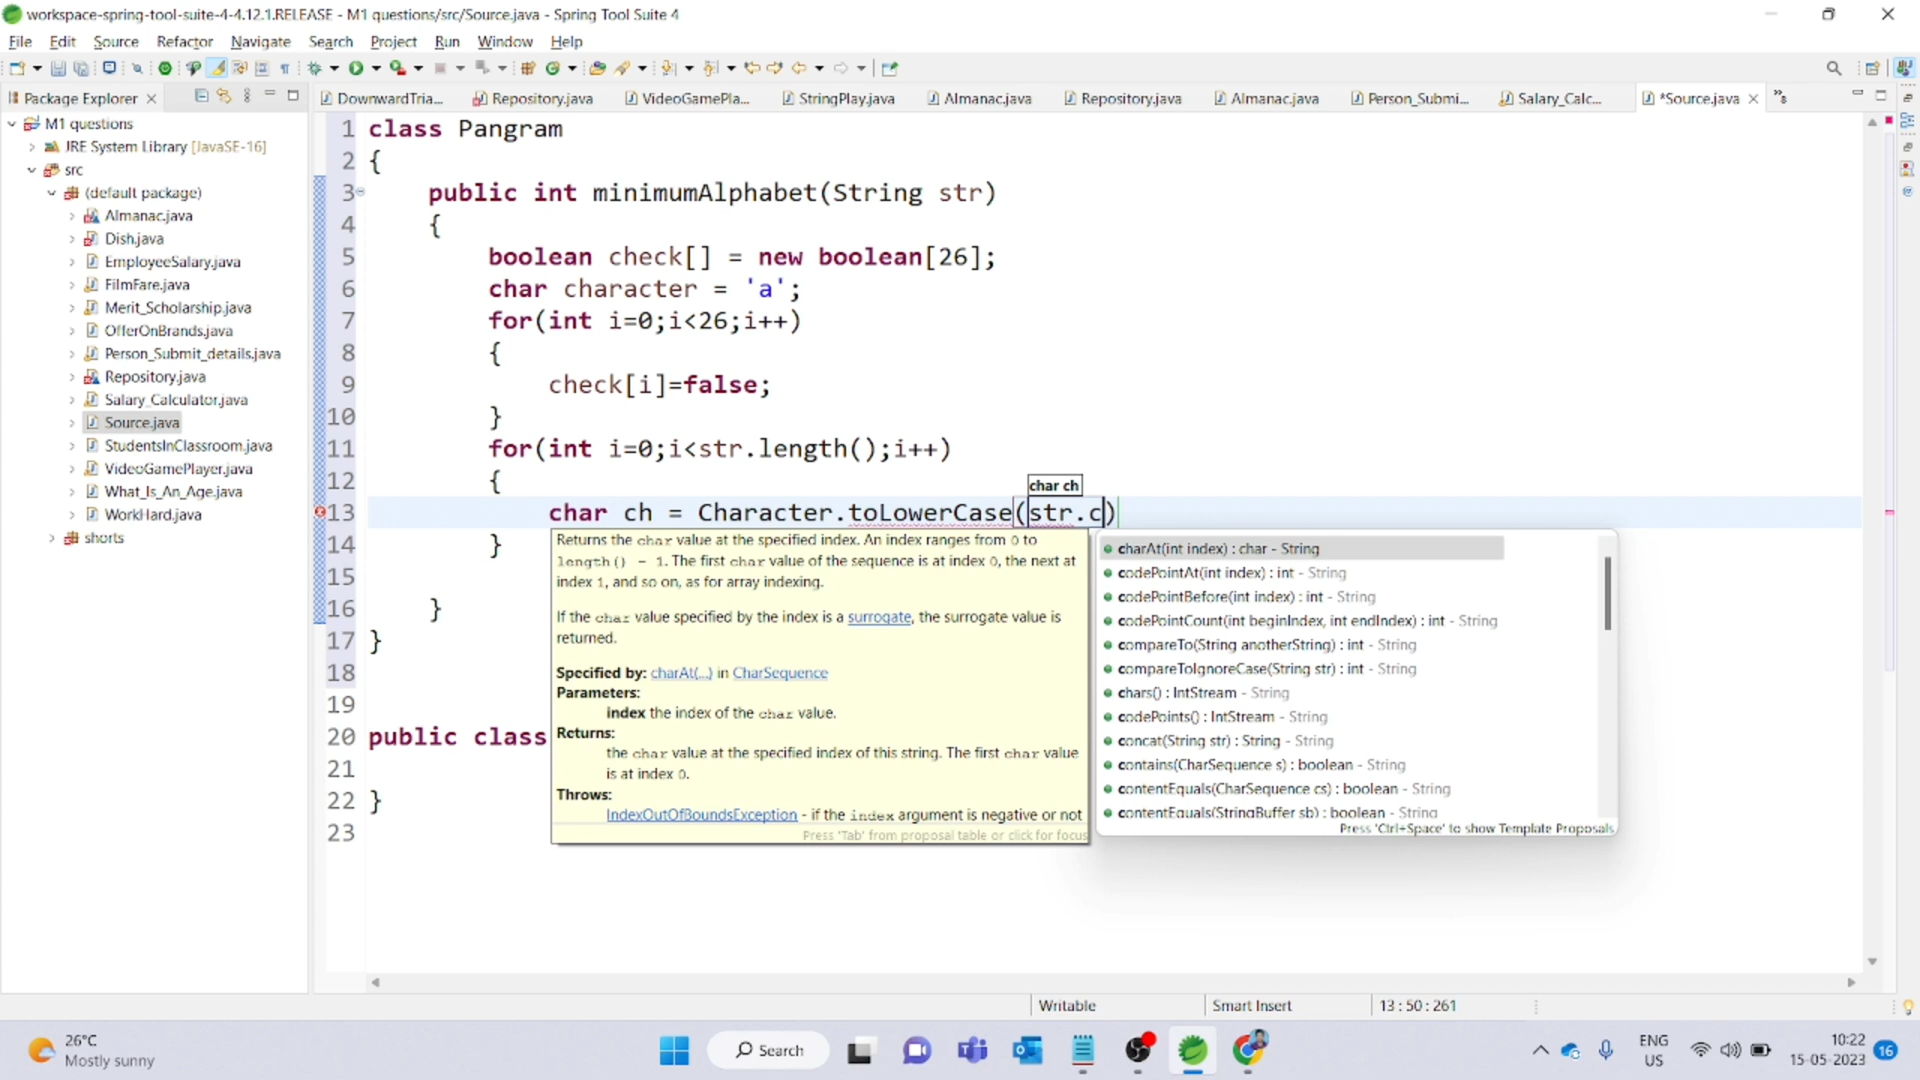 workspace-spring-tool-suite-4-4.12.1.RELEASE - M1 questions/src/Source.java - Spring Tool Suite 4
File Edit Source Refactor Navigate Search Project Run Window Help
Package Explorer
DownwardTria... Repository.java VideoGamePla... StringPlay.java Almanac.java Repository.java Almanac.java Person_Submi... Salary_Calc... *Source.java
M1 questions
JRE System Library [JavaSE-16]
src
(default package)
Almanac.java
Dish.java
EmployeeSalary.java
FilmFare.java
Merit_Scholarship.java
OfferOnBrands.java
Person_Submit_details.java
Repository.java
Salary_Calculator.java
Source.java
StudentsInClassroom.java
VideoGamePlayer.java
What_Is_An_Age.java
WorkHard.java
shorts
1 class Pangram
2 {
3 public int minimumAlphabet(String str)
4 {
5 boolean check[] = new boolean[26];
6 char character = 'a';
7 for(int i=0;i<26;i++)
8 {
9 check[i]=false;
10 }
11 for(int i=0;i<str.length();i++)
12 {
char ch
13 char ch = Character.toLowerCase(str.c)
14 }
15
16 }
17 }
18
19
20 public class
21
22 }
23
Returns the char value at the specified index. An index ranges from 0 to
length() - 1. The first char value of the sequence is at index 0, the next at
index 1, and so on, as for array indexing.
If the char value specified by the index is a surrogate, the surrogate value is
returned.
Specified by: charAt(...) in CharSequence
Parameters:
index the index of the char value.
Returns:
the char value at the specified index of this string. The first char value
is at index 0.
Throws:
IndexOutOfBoundsException - if the index argument is negative or not
Press 'Tab' from proposal table or click for focus
charAt(int index) : char - String
codePointAt(int index) : int - String
codePointBefore(int index) : int - String
codePointCount(int beginIndex, int endIndex) : int - String
compareTo(String anotherString) : int - String
compareToIgnoreCase(String str) : int - String
chars() : IntStream - String
codePoints() : IntStream - String
concat(String str) : String - String
contains(CharSequence s) : boolean - String
contentEquals(CharSequence cs) : boolean - String
contentEquals(StringBuffer sb) : boolean - String
Press 'Ctrl+Space' to show Template Proposals
Writable Smart Insert 13 : 50 : 261
26°C
Mostly sunny
Search
ENG
US
10:22
15-05-2023
16